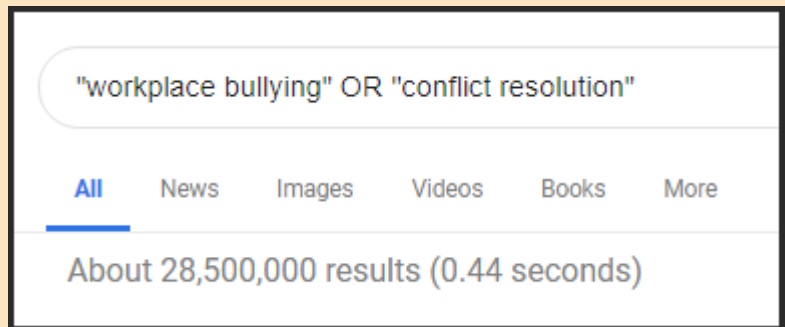 "workplace bullying" OR "conflict resolution"
All News Images Videos Books More
About 28,500,000 results (0.44 seconds)